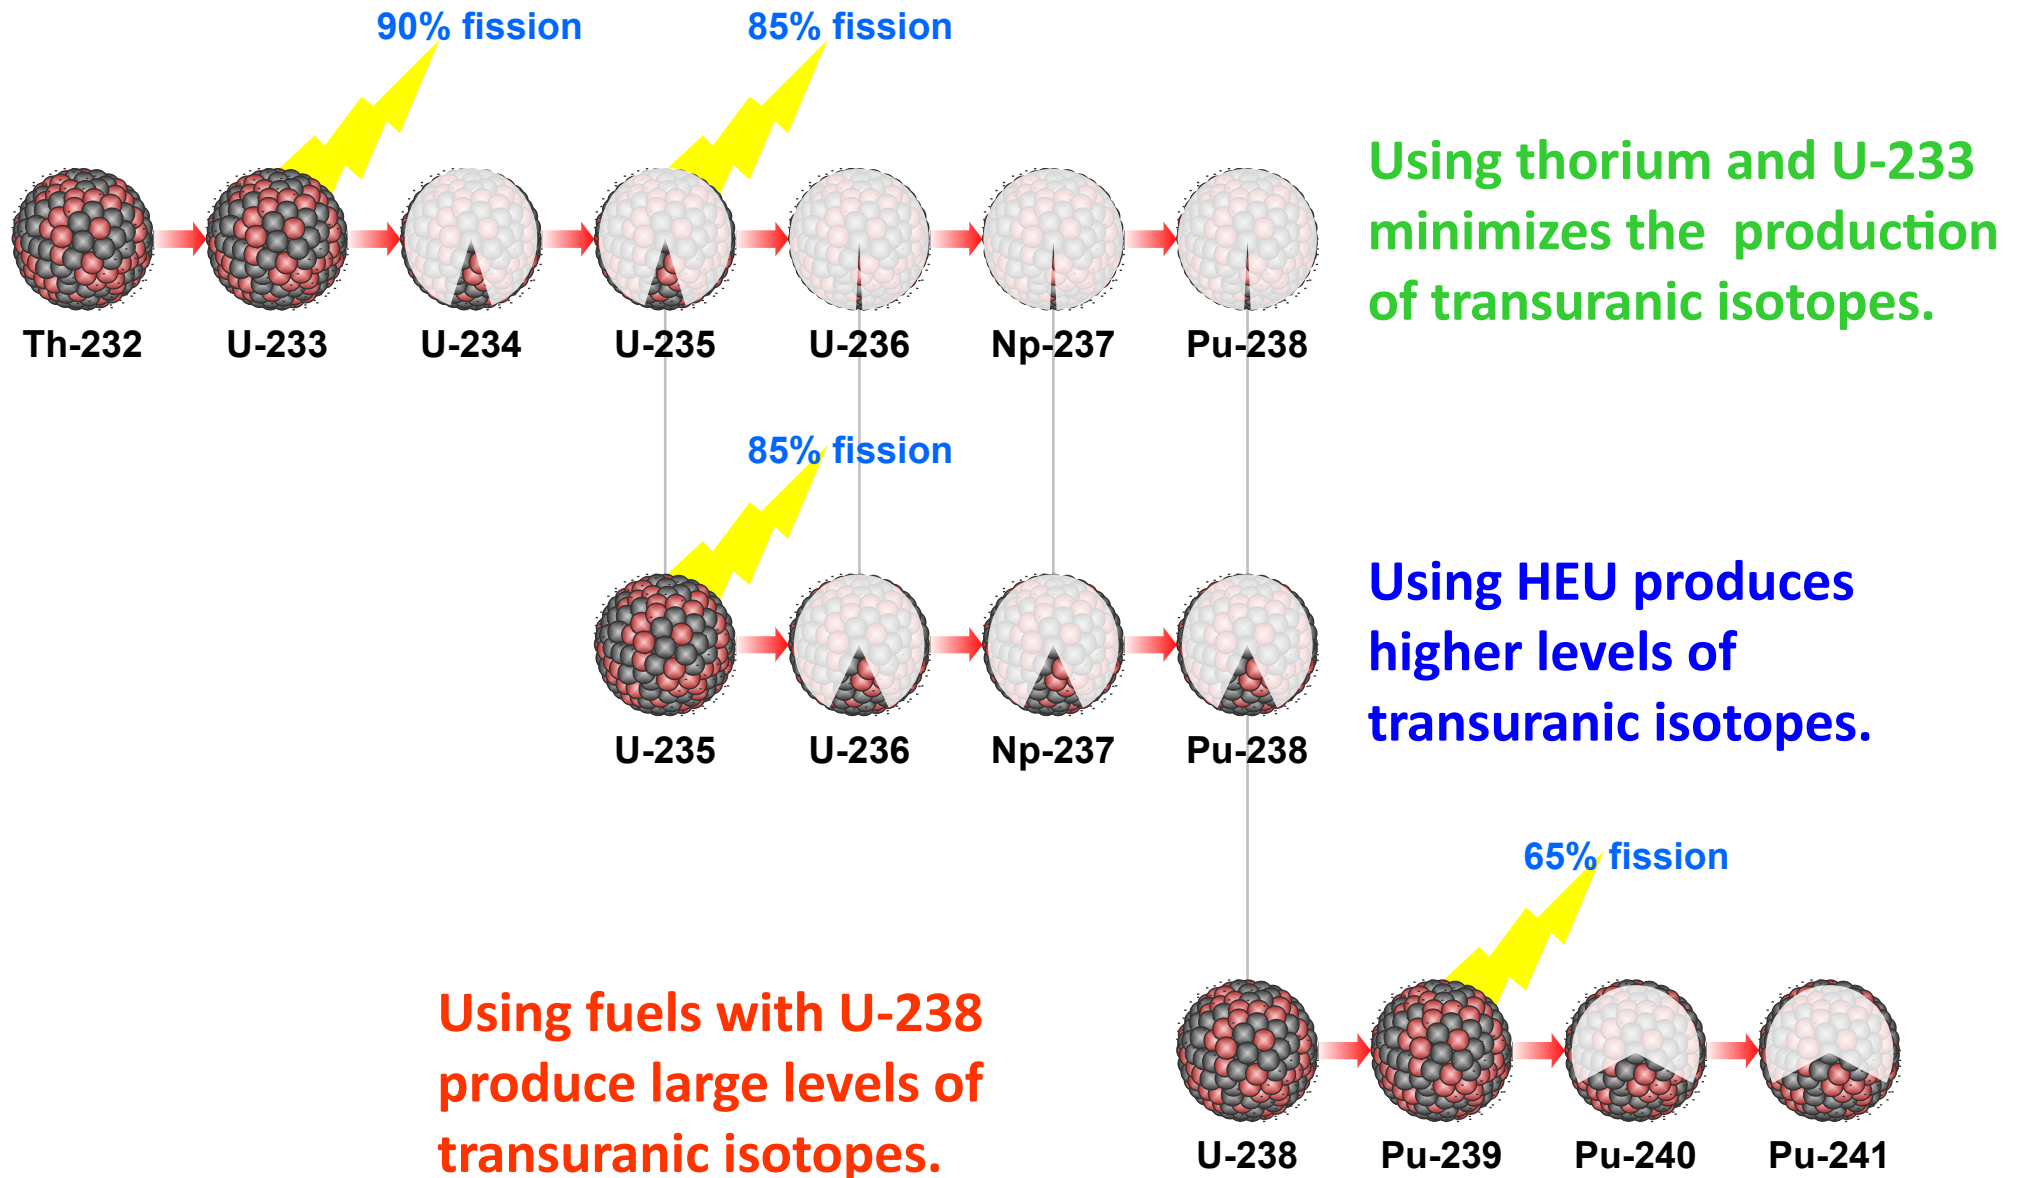 90% fission
85% fission
Using thorium and U-233
minimizes the  production
of transuranic isotopes.
Th-232
U-233
U-234
U-235
U-236
Np-237
Pu-238
85% fission
Using HEU produces
higher levels of
transuranic isotopes.
U-235
U-236
Np-237
Pu-238
65% fission
Using fuels with U-238
produce large levels of
transuranic isotopes.
U-238
Pu-239
Pu-240
Pu-241